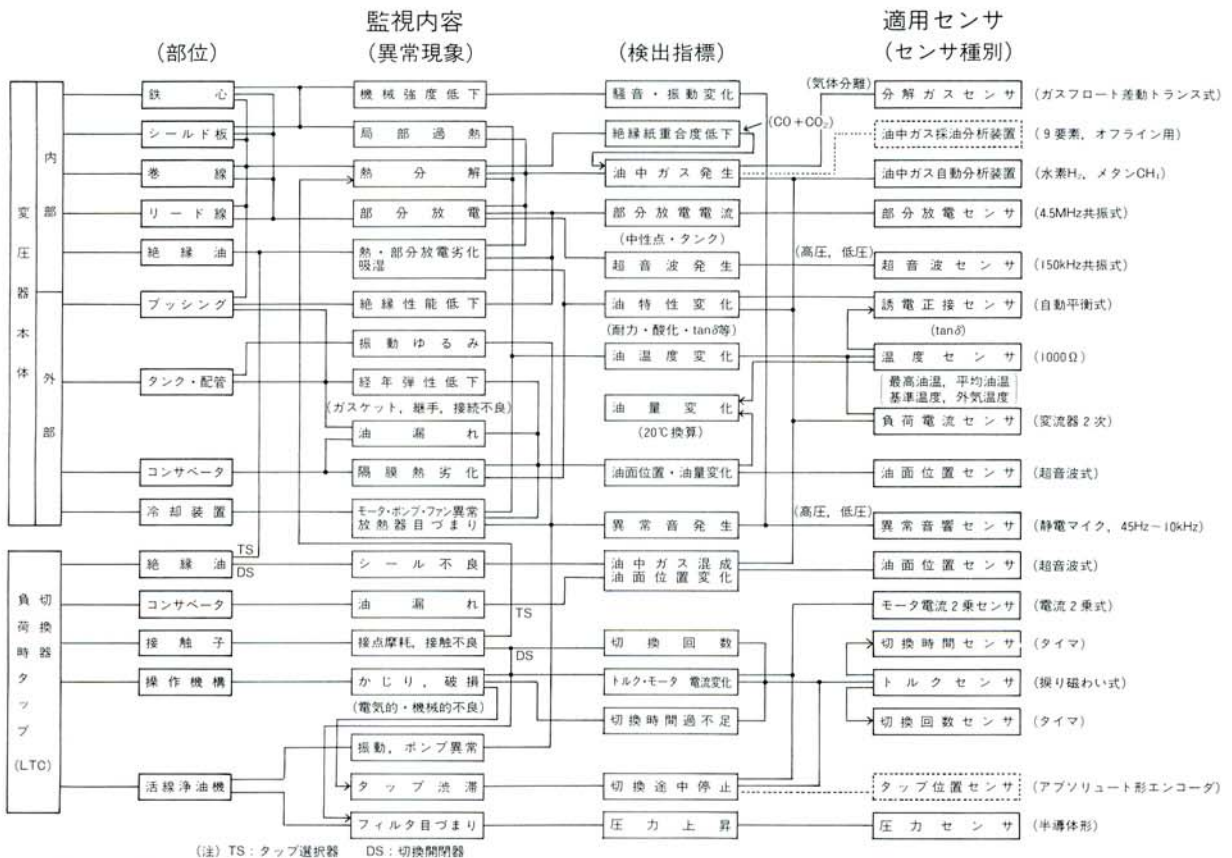 監視内容
適用センサ
(部位)
(異常現象)
(検出指標)
(センサ種別)
変圧器本体
内部
外部
鉄心
シールド板
巻線
リード線
絶縁油
ブッシング
タンク・配管
コンサベータ
冷却装置
負荷時タップ切換器
(LTC)
絶縁油
コンサベータ
接触子
操作機構
活線浄油機
TS
DS
機械強度低下
局部過熱
熱分解
部分放電
熱・部分放電劣化
吸湿
絶縁性能低下
振動ゆるみ
経年弾性低下
(ガスケット, 継手, 接続不良)
油漏れ
隔膜熱劣化
モータ・ポンプ・ファン異常
放熱器目づまり
シール不良
油漏れ
接点摩耗, 接触不良
かじり, 破損
(電気的・機械的不良)
振動, ポンプ異常
タップ渋滞
フィルタ目づまり
TS
DS
騒音・振動変化
絶縁紙重合度低下
(CO+CO₂)
油中ガス発生
部分放電電流
(中性点・タンク)
超音波発生
油特性変化
(耐力・酸化・tanδ等)
油温度変化
油量変化
(20℃換算)
油面位置・油量変化
異常音発生
油中ガス混成
油面位置変化
切換回数
トルク・モータ 電流変化
切換時間過不足
切換途中停止
圧力上昇
(気体分離)
分解ガスセンサ (ガスフロート差動トランス式)
油中ガス採油分析装置 (9要素, オフライン用)
油中ガス自動分析装置 (水素H₂, メタンCH₄)
部分放電センサ (4.5MHz共振式)
(高圧, 低圧)
超音波センサ (150kHz共振式)
誘電正接センサ (自動平衡式)
(tanδ)
温度センサ (1000Ω)
最高油温, 平均油温
基準温度, 外気温度
負荷電流センサ (変流器2次)
油面位置センサ (超音波式)
(高圧, 低圧)
異常音響センサ (静電マイク, 45Hz～10kHz)
油面位置センサ (超音波式)
モータ電流2乗センサ (電流2乗式)
切換時間センサ (タイマ)
トルクセンサ (捩り磁わい式)
切換回数センサ (タイマ)
タップ位置センサ (アブソリュート形エンコーダ)
圧力センサ (半導体形)
(注) TS：タップ選択器 DS：切換開閉器